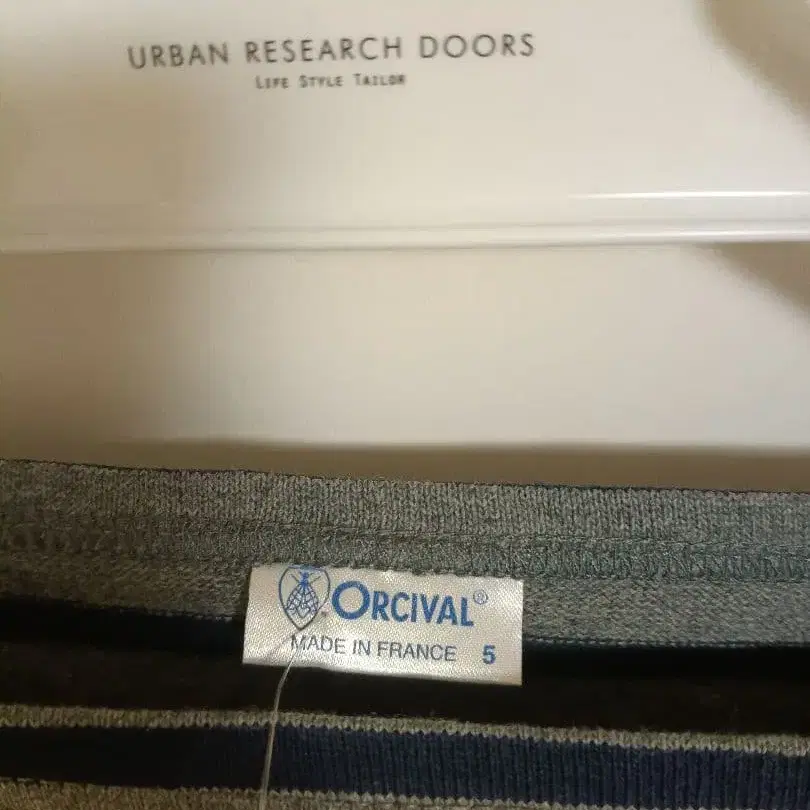 URBAN RESEARCH DOORS
LIFE STYLE TAILOR
ORCIVAL®
MADE IN FRANCE 5